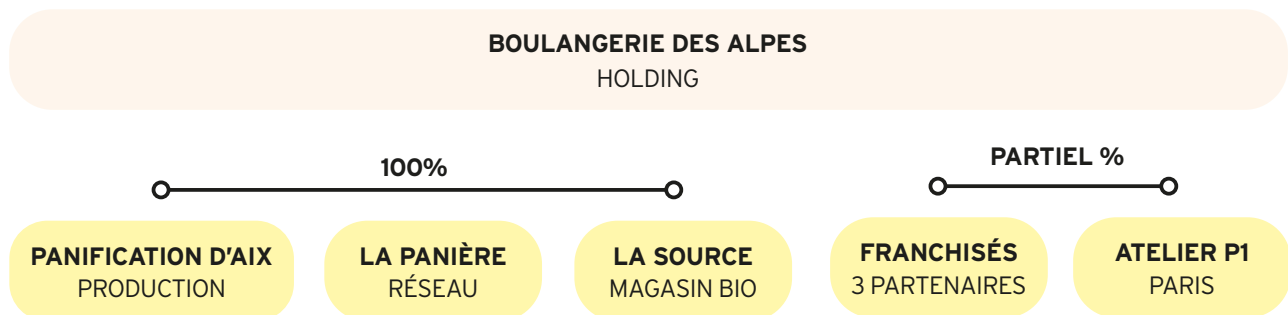 BOULANGERIE DES ALPES
HOLDING
100%
PARTIEL %
PANIFICATION D'AIX
PRODUCTION
LA PANIÈRE
RÉSEAU
LA SOURCE
MAGASIN BIO
FRANCHISÉS
3 PARTENAIRES
ATELIER P1
PARIS